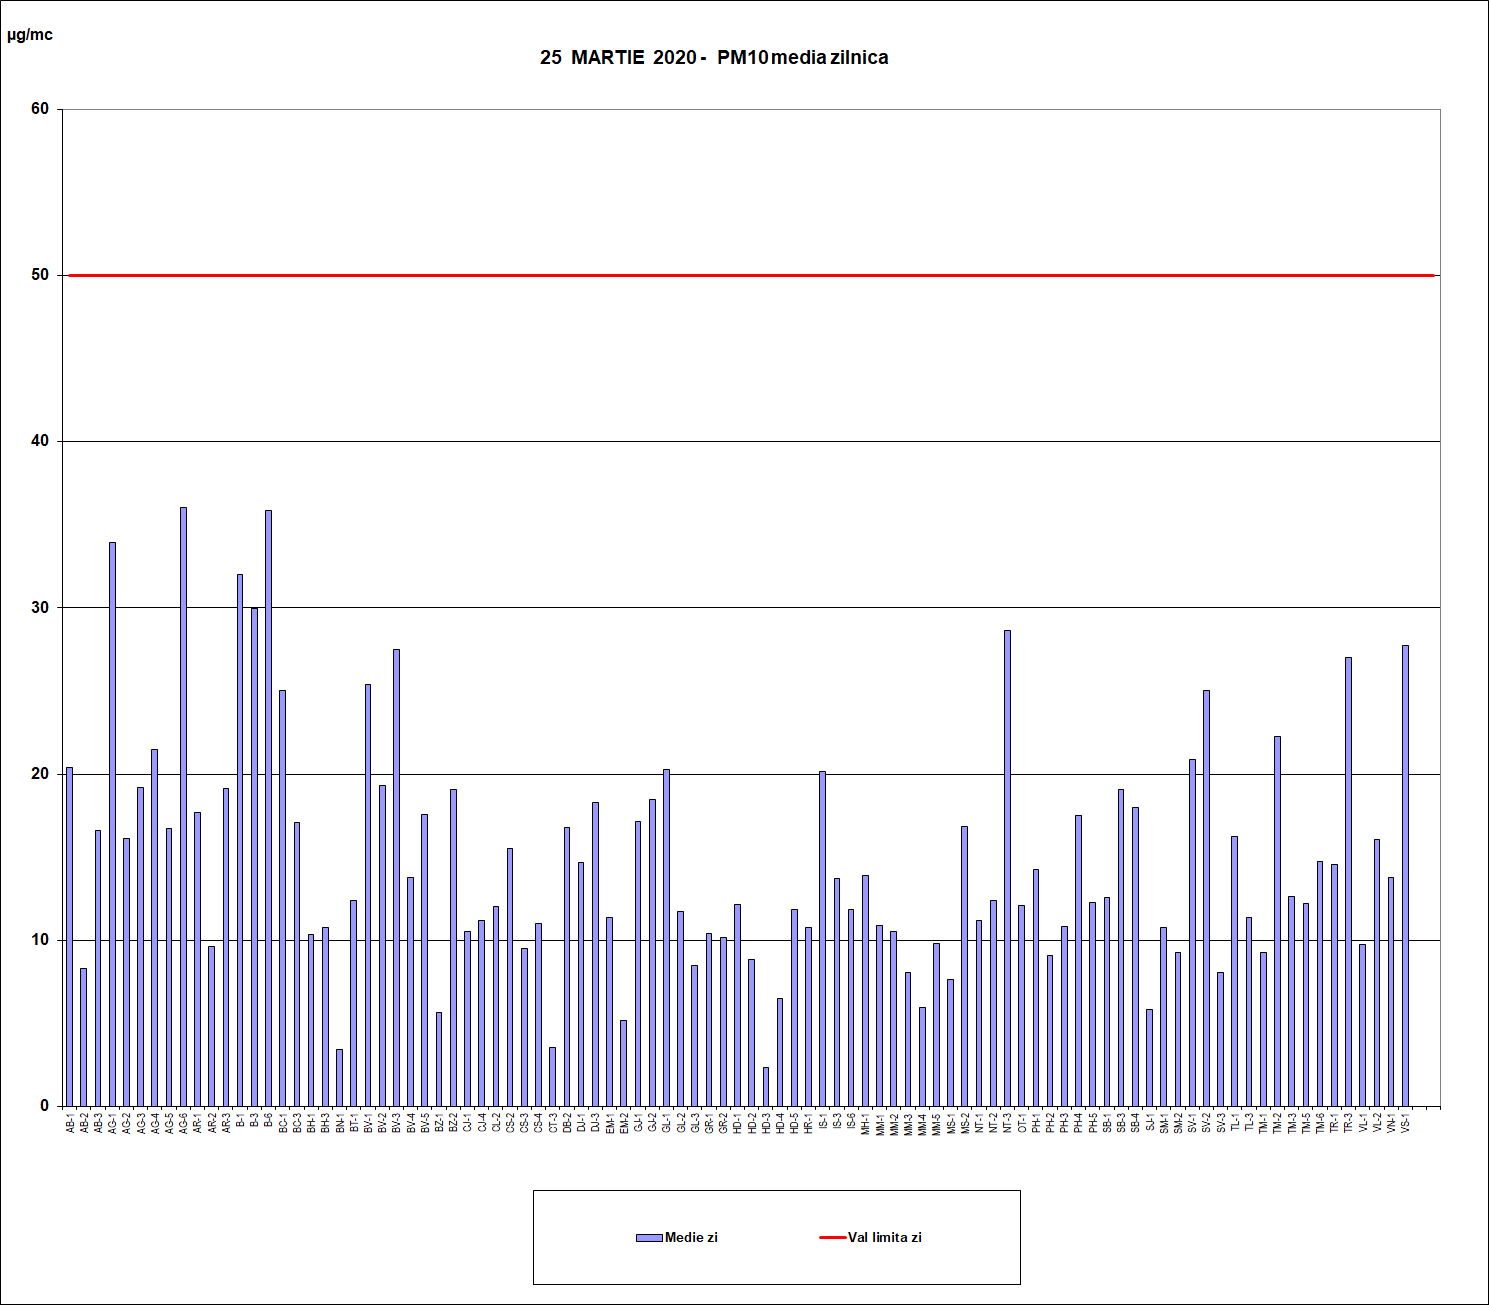 µg/mc
25 MARTIE 2020 - PM10 media zilnica
60
50
40
30
20
10
0
AB-1 AB-2 AB-3 AG-1 AG-2 AG-3 AG-4 AG-5 AG-6 AR-1 AR-2 AR-3 B-1 B-3 B-6 BC-1 BC-3 BH-1 BH-3 BN-1 BT-1 BV-1 BV-2 BV-3 BV-4 BV-5 BZ-1 BZ-2 CJ-1 CJ-4 CL-2 CS-2 CS-3 CS-4 CT-3 DB-2 DJ-1 DJ-3 EM-1 EM-2 GJ-1 GJ-2 GL-1 GL-2 GL-3 GR-1 GR-2 HD-1 HD-2 HD-3 HD-4 HD-5 HR-1 IS-1 IS-3 IS-6 MH-1 MM-1 MM-2 MM-3 MM-4 MM-5 MS-1 MS-2 NT-1 NT-2 NT-3 OT-1 PH-1 PH-2 PH-3 PH-4 PH-5 SB-1 SB-3 SB-4 SJ-1 SM-1 SM-2 SV-1 SV-2 SV-3 TL-1 TL-3 TM-1 TM-2 TM-3 TM-5 TM-6 TR-1 TR-3 VL-1 VL-2 VN-1 VS-1
Medie zi
Val limita zi